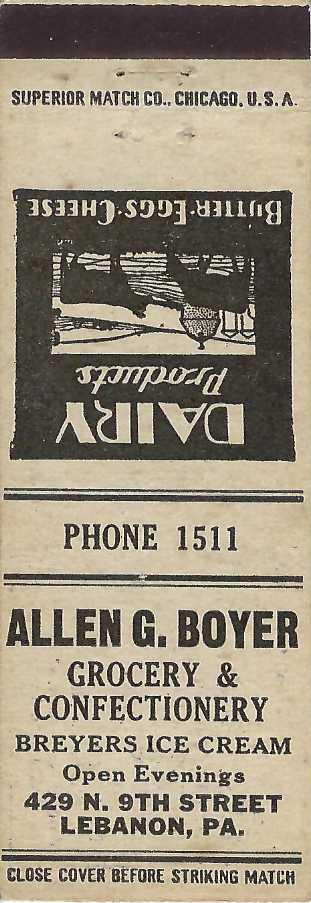 SUPERIOR MATCH CO., CHICAGO, U.S.A.
DAIRY
Products
BUTTER·EGGS·CHEESE
PHONE 1511
ALLEN G. BOYER
GROCERY &
CONFECTIONERY
BREYERS ICE CREAM
Open Evenings
429 N. 9TH STREET
LEBANON, PA.
CLOSE COVER BEFORE STRIKING MATCH